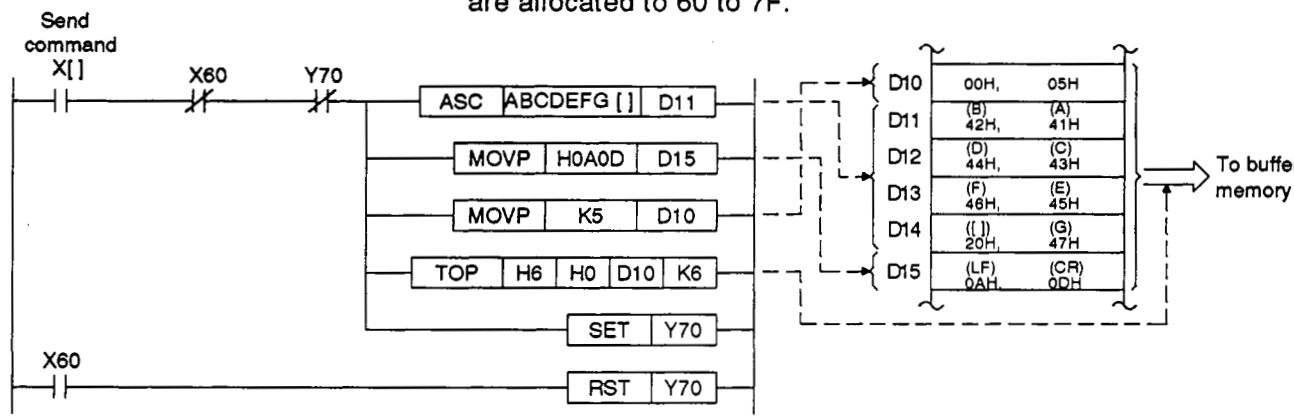 are allocated to 60 to 7F.
Send
command
X[ ]
X60
Y70
ASC ABCDEFG [ ] D11
MOVP H0A0D D15
MOVP K5 D10
TOP H6 H0 D10 K6
SET Y70
X60
RST Y70
D10 00H, 05H
D11 (B) 42H, (A) 41H
D12 (D) 44H, (C) 43H
D13 (F) 46H, (E) 45H
D14 ([ ]) 20H, (G) 47H
D15 (LF) 0AH, (CR) 0DH
To buffe
memory